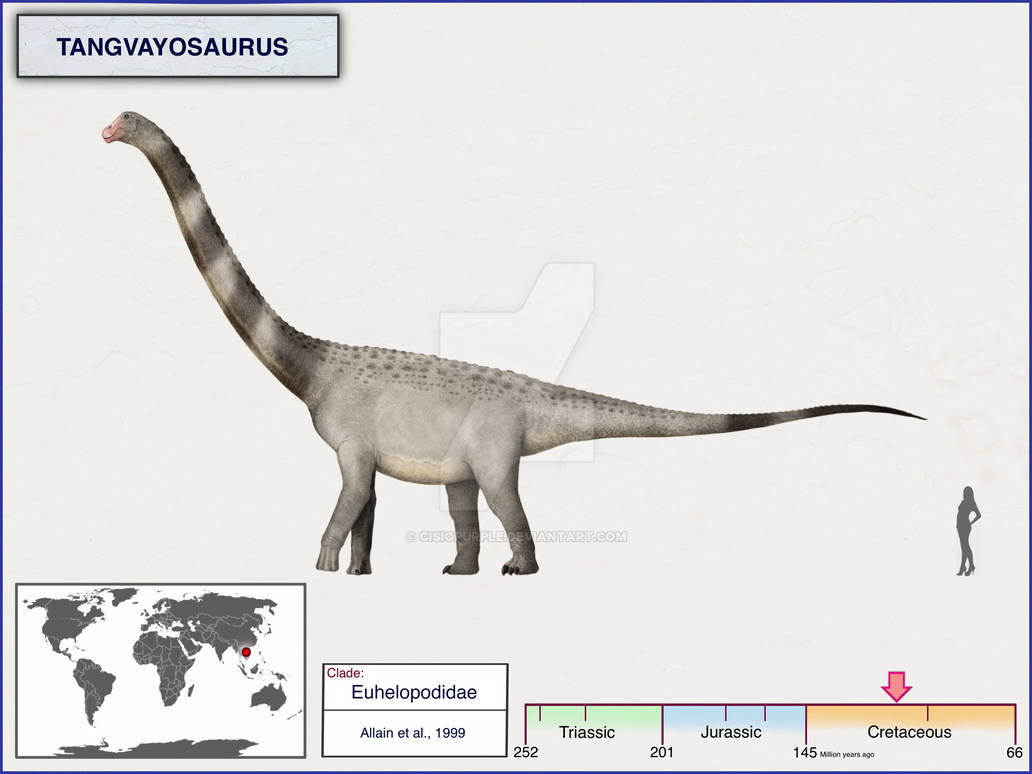 TANGVAYOSAURUS
© CISIOPURPLE.DEVIANTART.COM
Clade:
Euhelopodidae
Allain et al., 1999
Triassic
Jurassic
Cretaceous
252
201
145
Million years ago
66